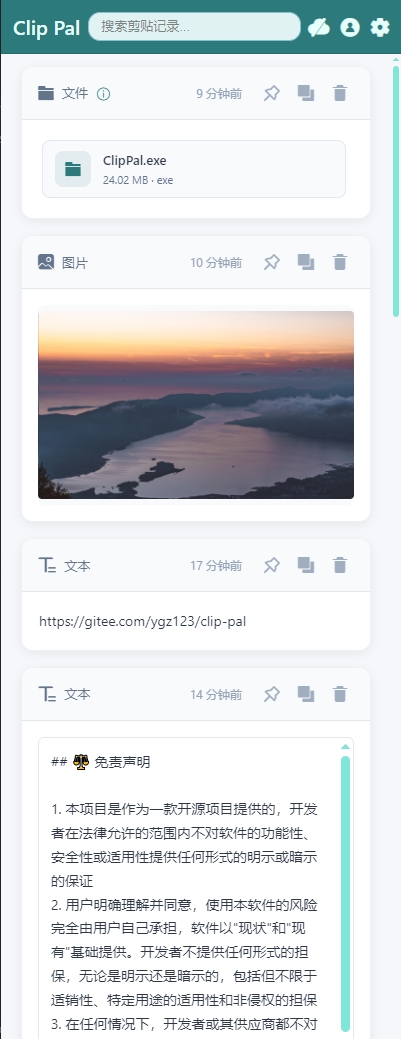 Clip Pal 搜索剪贴记录...
文件 9 分钟前
ClipPal.exe
24.02 MB · exe
图片 10 分钟前
文本 17 分钟前
https://gitee.com/ygz123/clip-pal
文本 14 分钟前
## ⚖️ 免责声明
1. 本项目是作为一款开源项目提供的，开发
者在法律允许的范围内不对软件的功能性、
安全性或适用性提供任何形式的明示或暗示
的保证
2. 用户明确理解并同意，使用本软件的风险
完全由用户自己承担，软件以"现状"和"现
有"基础提供。开发者不提供任何形式的担
保，无论是明示还是暗示的，包括但不限于
适销性、特定用途的适用性和非侵权的担保
3. 在任何情况下，开发者或其供应商都不对